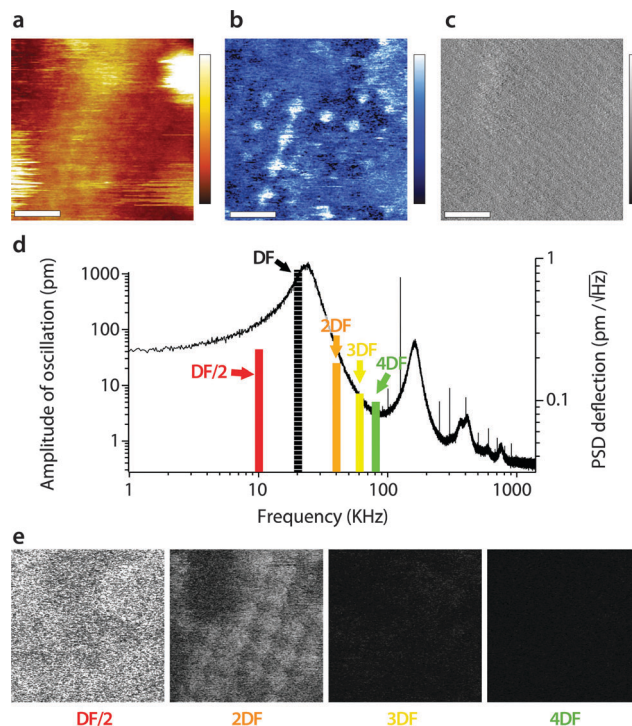 a
b
c
d
DF
2DF
3DF
4DF
DF/2
Amplitude of oscillation (pm)
1000
100
10
1
1
10
100
1000
Frequency (KHz)
1
0.1
PSD deflection (pm / √Hz)
e
DF/2
2DF
3DF
4DF